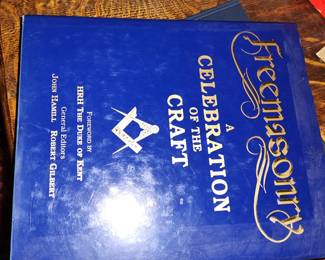 Freemasonry
A
CELEBRATION
OF THE
CRAFT
FOREWORD BY
HRH THE DUKE OF KENT
General Editors
JOHN HAMILL ROBERT GILBERT